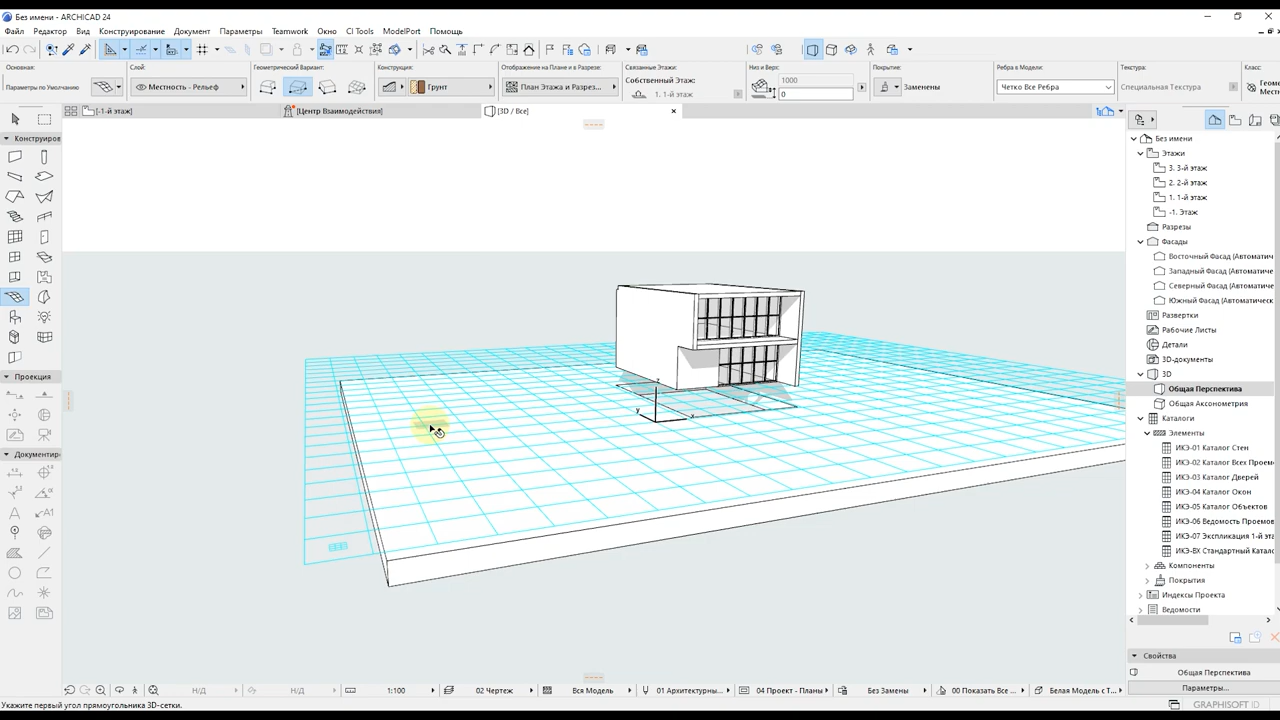 Без имени - ARCHICAD 24
Файл Редактор Вид Конструирование Документ Параметры Teamwork Окно CI Tools ModelPort Помощь
Основная: Слой: Геометрический Вариант: Конструкция: Отображение на Плане и в Разрезе: Связанные Этажи: Низ и Верх: Покрытие: Ребра в Модели: Текстура: Класс:
Параметры по Умолчанию Местность - Рельеф Грунт План Этажа и Разрез... Собственный Этаж: 1. 1-й этаж 1000 0 Заменены Четко Все Ребра Специальная Текстура
[-1-й этаж] [Центр Взаимодействия] [3D / Все]
Конструиров
Проекция
Документир
z
y
x
Без имени
Этажи
3. 3-й этаж
2. 2-й этаж
1. 1-й этаж
-1. Этаж
Разрезы
Фасады
Восточный Фасад (Автоматич
Западный Фасад (Автоматиче
Северный Фасад (Автоматиче
Южный Фасад (Автоматическ
Развертки
Рабочие Листы
Детали
3D-документы
3D
Общая Перспектива
Общая Аксонометрия
Каталоги
Элементы
ИКЭ-01 Каталог Стен
ИКЭ-02 Каталог Всех Проем
ИКЭ-03 Каталог Дверей
ИКЭ-04 Каталог Окон
ИКЭ-05 Каталог Объектов
ИКЭ-06 Ведомость Проемов
ИКЭ-07 Экспликация 1-й эта
ИКЭ-ВХ Стандартный Катало
Компоненты
Покрытия
Индексы Проекта
Ведомости
Свойства
Общая Перспектива
Параметры...
Н/Д Н/Д 1:100 02 Чертеж Вся Модель 01 Архитектурны... 04 Проект - Планы Без Замены 00 Показать Все ... Белая Модель с Т...
Укажите первый угол прямоугольника 3D-сетки.
GRAPHISOFT ID